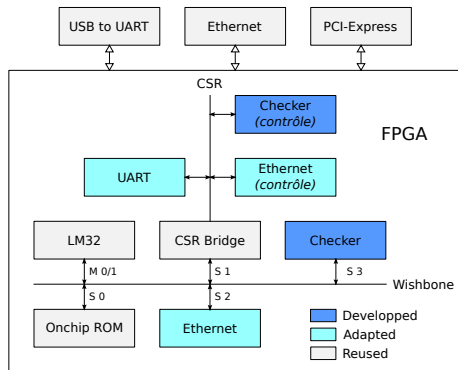 USB to UART
Ethernet
PCI-Express
CSR
Checker
(contrôle)
FPGA
UART
Ethernet
(contrôle)
LM32
CSR Bridge
Checker
M 0/1
S 1
S 3
Wishbone
S 0
S 2
Onchip ROM
Ethernet
Developped
Adapted
Reused